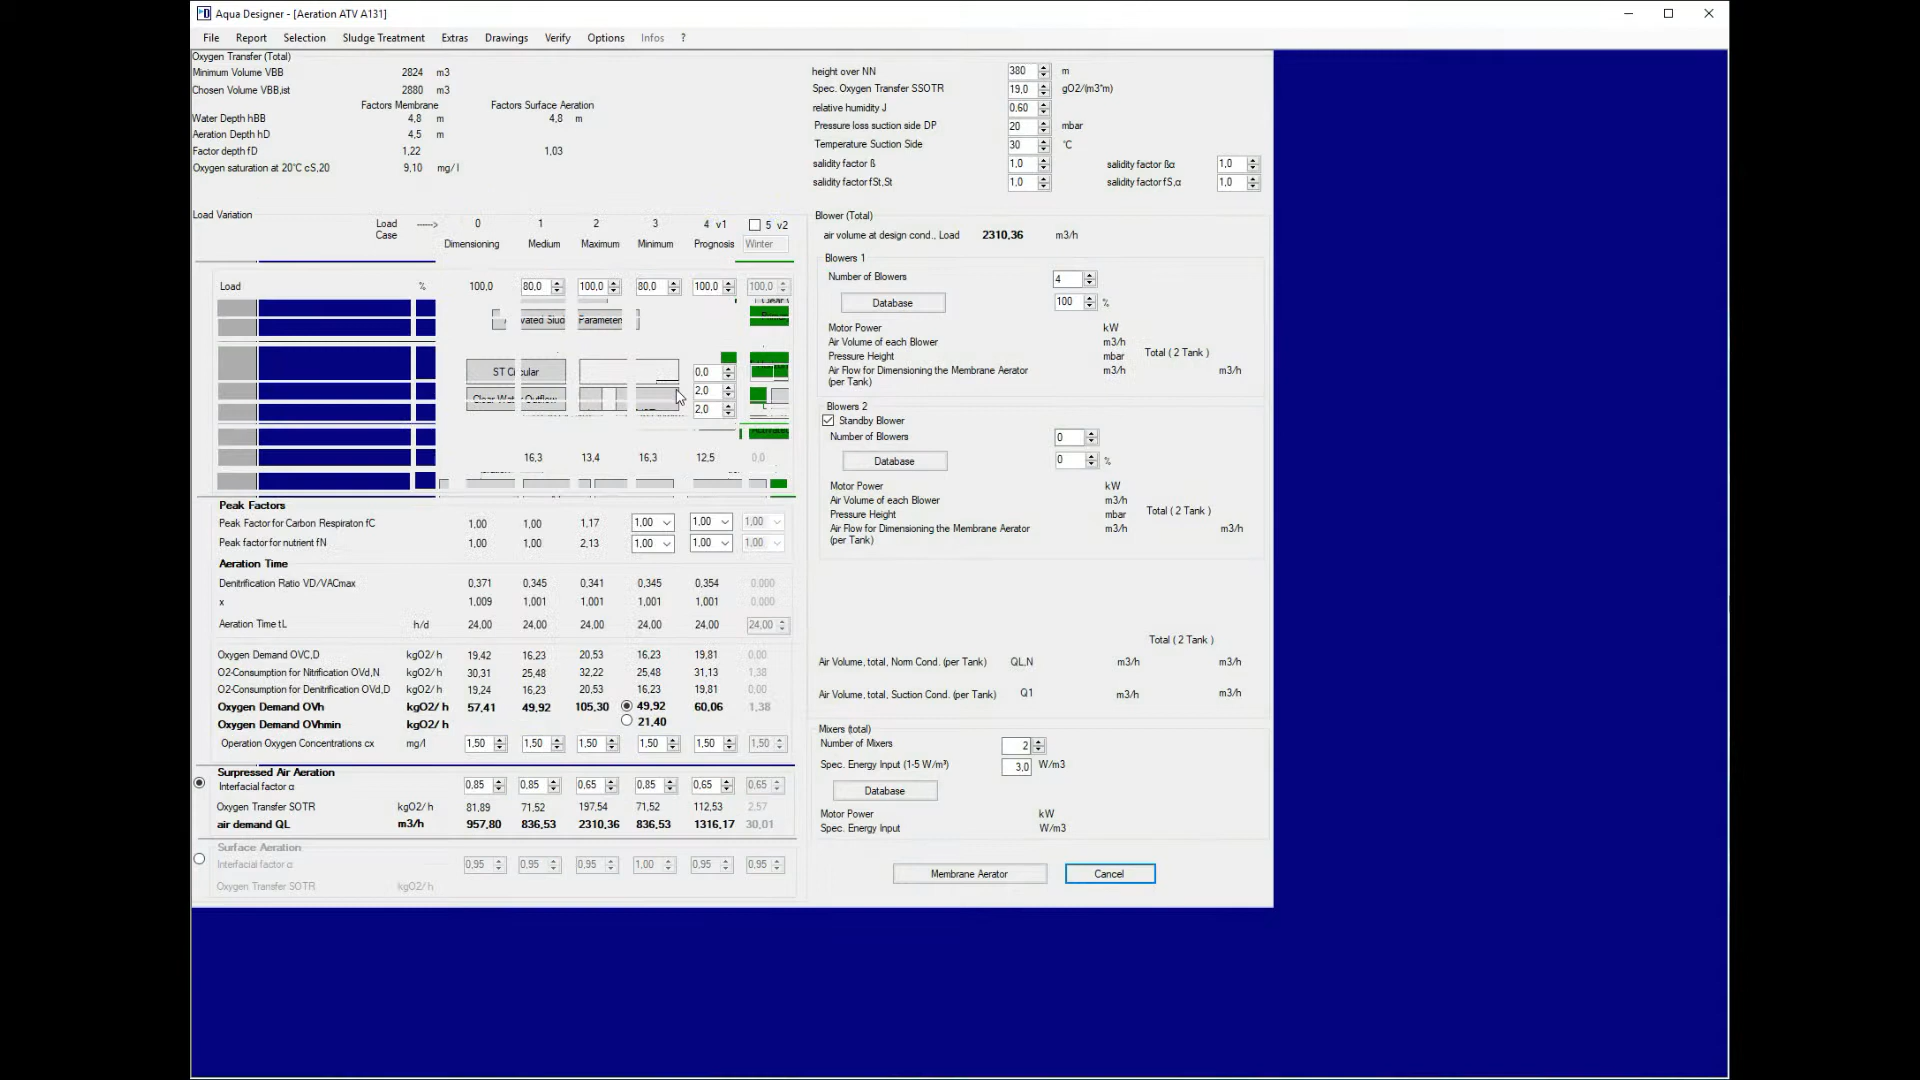 Aqua Designer - [Aeration ATV A131]
File Report Selection Sludge Treatment Extras Drawings Verify Options Infos ?
Oxygen Transfer (Total)
Minimum Volume VBB 2824 m3
Chosen Volume VBB,ist 2880 m3
Factors Membrane Factors Surface Aeration
Water Depth hBB 4,8 m 4,8 m
Aeration Depth hD 4,5 m
Factor depth fD 1,22 1,03
Oxygen saturation at 20°C cS,20 9,10 mg/l
height over NN 380 m
Spec. Oxygen Transfer SSOTR 19,0 gO2/(m3*m)
relative humidity J 0,60
Pressure loss suction side DP 20 mbar
Temperature Suction Side 30 °C
salidity factor ß 1,0 salidity factor ßα 1,0
salidity factor fSt,St 1,0 salidity factor fS,α 1,0
Load Variation
Load Case -----> 0 1 2 3 4 v1 5 v2
Dimensioning Medium Maximum Minimum Prognosis Winter
Load % 100,0 80,0 100,0 80,0 100,0 100,0
Parameter
ST Circular
0,0
Clear Water Outflow 2,0
2,0
16,3 13,4 16,3 12,5 0,0
Peak Factors
Peak Factor for Carbon Respiraton fC 1,00 1,00 1,17 1,00 1,00 1,00
Peak factor for nutrient fN 1,00 1,00 2,13 1,00 1,00 1,00
Aeration Time
Denitrification Ratio VD/VACmax 0,371 0,345 0,341 0,345 0,354 0,000
x 1,009 1,001 1,001 1,001 1,001 0,000
Aeration Time tL h/d 24,00 24,00 24,00 24,00 24,00 24,00
Oxygen Demand OVC,D kgO2/ h 19,42 16,23 20,53 16,23 19,81 0,00
O2-Consumption for Nitrification OVd,N kgO2/ h 30,31 25,48 32,22 25,48 31,13 1,38
O2-Consumption for Denitrification OVd,D kgO2/ h 19,24 16,23 20,53 16,23 19,81 0,00
Oxygen Demand OVh kgO2/ h 57,41 49,92 105,30 49,92 60,06 1,38
Oxygen Demand OVhmin kgO2/ h 21,40
Operation Oxygen Concentrations cx mg/l 1,50 1,50 1,50 1,50 1,50 1,50
Surpressed Air Aeration
Interfacial factor α 0,85 0,85 0,65 0,85 0,65 0,65
Oxygen Transfer SOTR kgO2/ h 81,89 71,52 197,54 71,52 112,53 2,57
air demand QL m3/h 957,80 836,53 2310,36 836,53 1316,17 30,01
Surface Aeration
Interfacial factor α 0,95 0,95 0,95 1,00 0,95 0,95
Oxygen Transfer SOTR kgO2/ h
Blower (Total)
air volume at design cond., Load 2310,36 m3/h
Blowers 1
Number of Blowers 4
Database 100 %
Motor Power kW
Air Volume of each Blower m3/h
Pressure Height mbar Total ( 2 Tank )
Air Flow for Dimensioning the Membrane Aerator m3/h m3/h
(per Tank)
Blowers 2
Standby Blower
Number of Blowers 0
Database 0 %
Motor Power kW
Air Volume of each Blower m3/h
Pressure Height mbar Total ( 2 Tank )
Air Flow for Dimensioning the Membrane Aerator m3/h m3/h
(per Tank)
Total ( 2 Tank )
Air Volume, total, Norm Cond. (per Tank) QL,N m3/h m3/h
Air Volume, total, Suction Cond. (per Tank) Q1 m3/h m3/h
Mixers (total)
Number of Mixers 2
Spec. Energy Input (1-5 W/m³) 3,0 W/m3
Database
Motor Power kW
Spec. Energy Input W/m3
Membrane Aerator Cancel